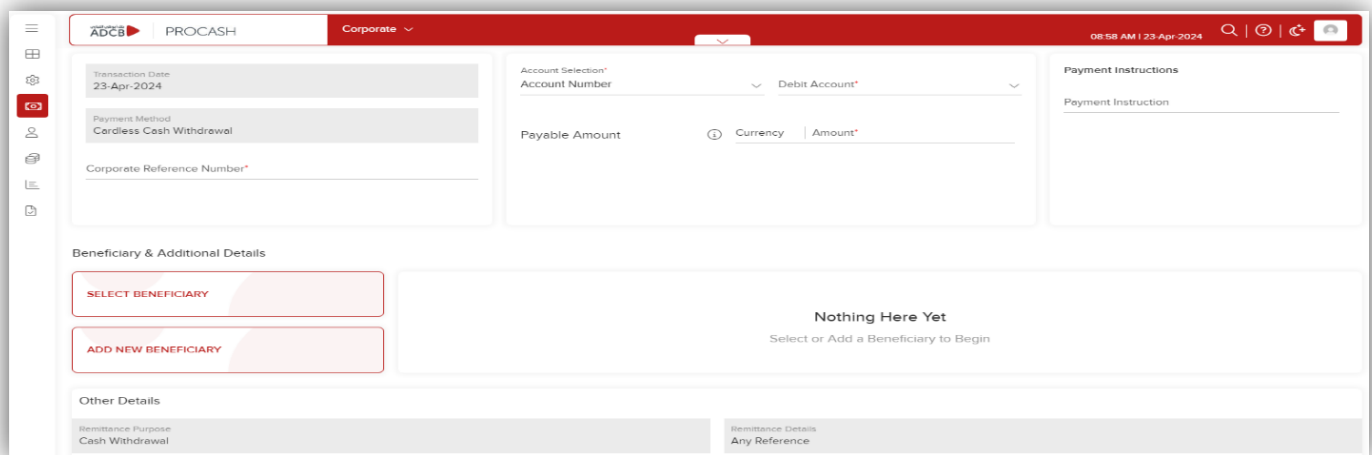 ADCB
PROCASH
Corporate
08:58 AM | 23-Apr-2024
Transaction Date
23-Apr-2024
Payment Method
Cardless Cash Withdrawal
Corporate Reference Number*
Account Selection*
Account Number
Debit Account*
Payable Amount
Currency
Amount*
Payment Instructions
Payment Instruction
Beneficiary & Additional Details
SELECT BENEFICIARY
ADD NEW BENEFICIARY
Nothing Here Yet
Select or Add a Beneficiary to Begin
Other Details
Remittance Purpose
Cash Withdrawal
Remittance Details
Any Reference